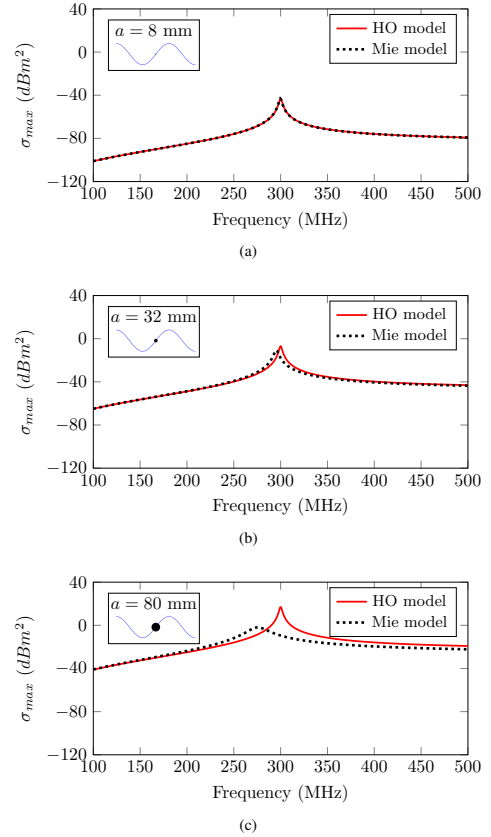 40
0
−40
−80
−120
σmax (dBm²)
a = 8 mm
HO model
Mie model
100 150 200 250 300 350 400 450 500
Frequency (MHz)
(a)
40
0
−40
−80
−120
σmax (dBm²)
a = 32 mm
HO model
Mie model
100 150 200 250 300 350 400 450 500
Frequency (MHz)
(b)
40
0
−40
−80
−120
σmax (dBm²)
a = 80 mm
HO model
Mie model
100 150 200 250 300 350 400 450 500
Frequency (MHz)
(c)